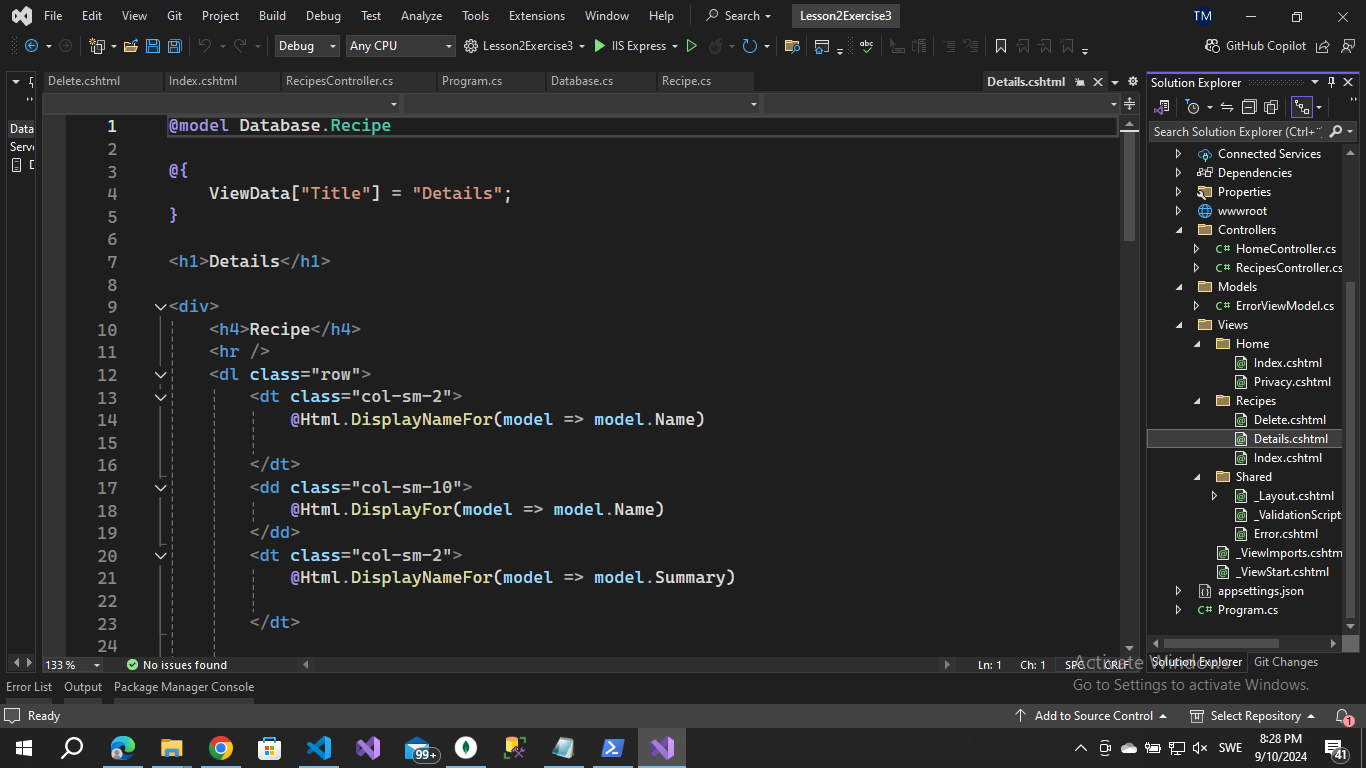 File Edit View Git Project Build Debug Test Analyze Tools Extensions Window Help Search Lesson2Exercise3 TM
Debug Any CPU Lesson2Exercise3 IIS Express GitHub Copilot
Delete.cshtml Index.cshtml RecipesController.cs Program.cs Database.cs Recipe.cs Details.cshtml
Data
Serve
1 @model Database.Recipe
2
3 @{
4 ViewData["Title"] = "Details";
5 }
6
7 <h1>Details</h1>
8
9 <div>
10 <h4>Recipe</h4>
11 <hr />
12 <dl class="row">
13 <dt class="col-sm-2">
14 @Html.DisplayNameFor(model => model.Name)
15
16 </dt>
17 <dd class="col-sm-10">
18 @Html.DisplayFor(model => model.Name)
19 </dd>
20 <dt class="col-sm-2">
21 @Html.DisplayNameFor(model => model.Summary)
22
23 </dt>
24
133 % No issues found Ln: 1 Ch: 1 SPC CRLF
Solution Explorer
Search Solution Explorer (Ctrl+
Connected Services
Dependencies
Properties
wwwroot
Controllers
C# HomeController.cs
C# RecipesController.cs
Models
C# ErrorViewModel.cs
Views
Home
Index.cshtml
Privacy.cshtml
Recipes
Delete.cshtml
Details.cshtml
Index.cshtml
Shared
_Layout.cshtml
_ValidationScript
Error.cshtml
_ViewImports.cshtm
_ViewStart.cshtml
appsettings.json
C# Program.cs
Solution Explorer Git Changes
Activate Windows
Go to Settings to activate Windows.
Error List Output Package Manager Console
Ready Add to Source Control Select Repository 1
99+ SWE 8:28 PM
9/10/2024 41